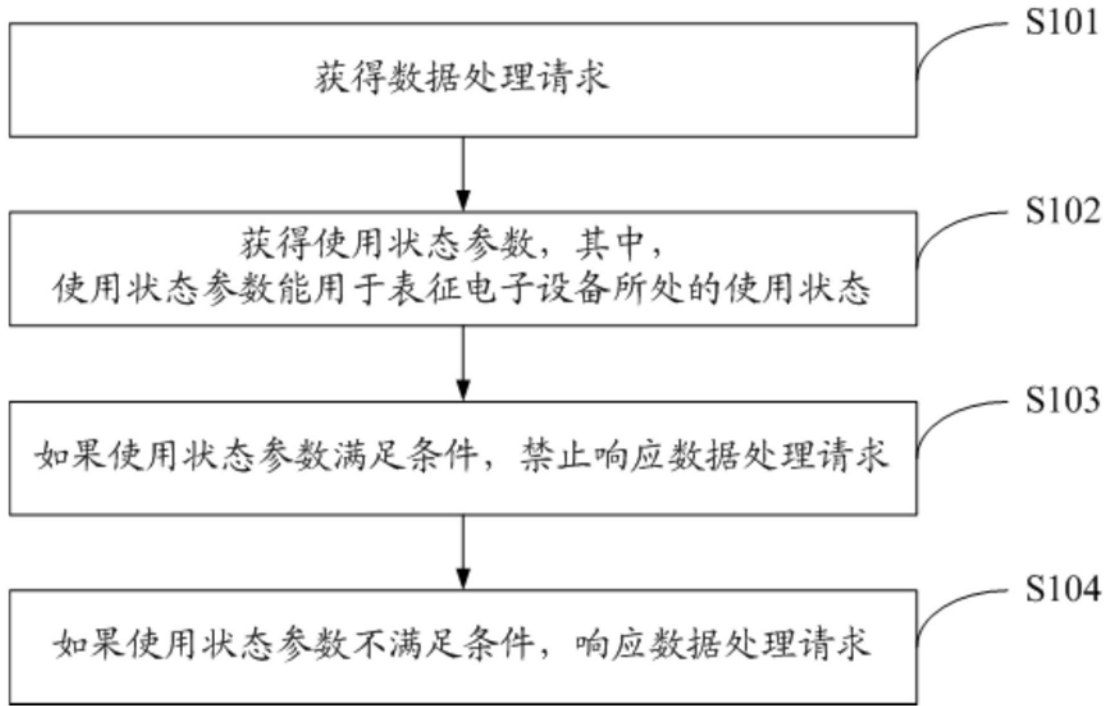 S101
获得数据处理请求
S102
获得使用状态参数，其中，
使用状态参数能用于表征电子设备所处的使用状态
S103
如果使用状态参数满足条件，禁止响应数据处理请求
S104
如果使用状态参数不满足条件，响应数据处理请求